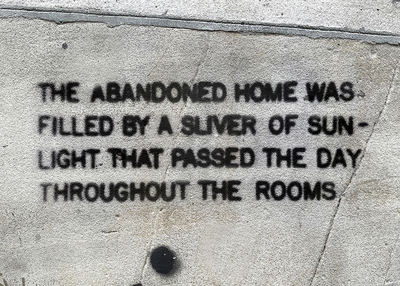 THE ABANDONED HOME WAS
FILLED BY A SLIVER OF SUN-
LIGHT THAT PASSED THE DAY
THROUGHOUT THE ROOMS